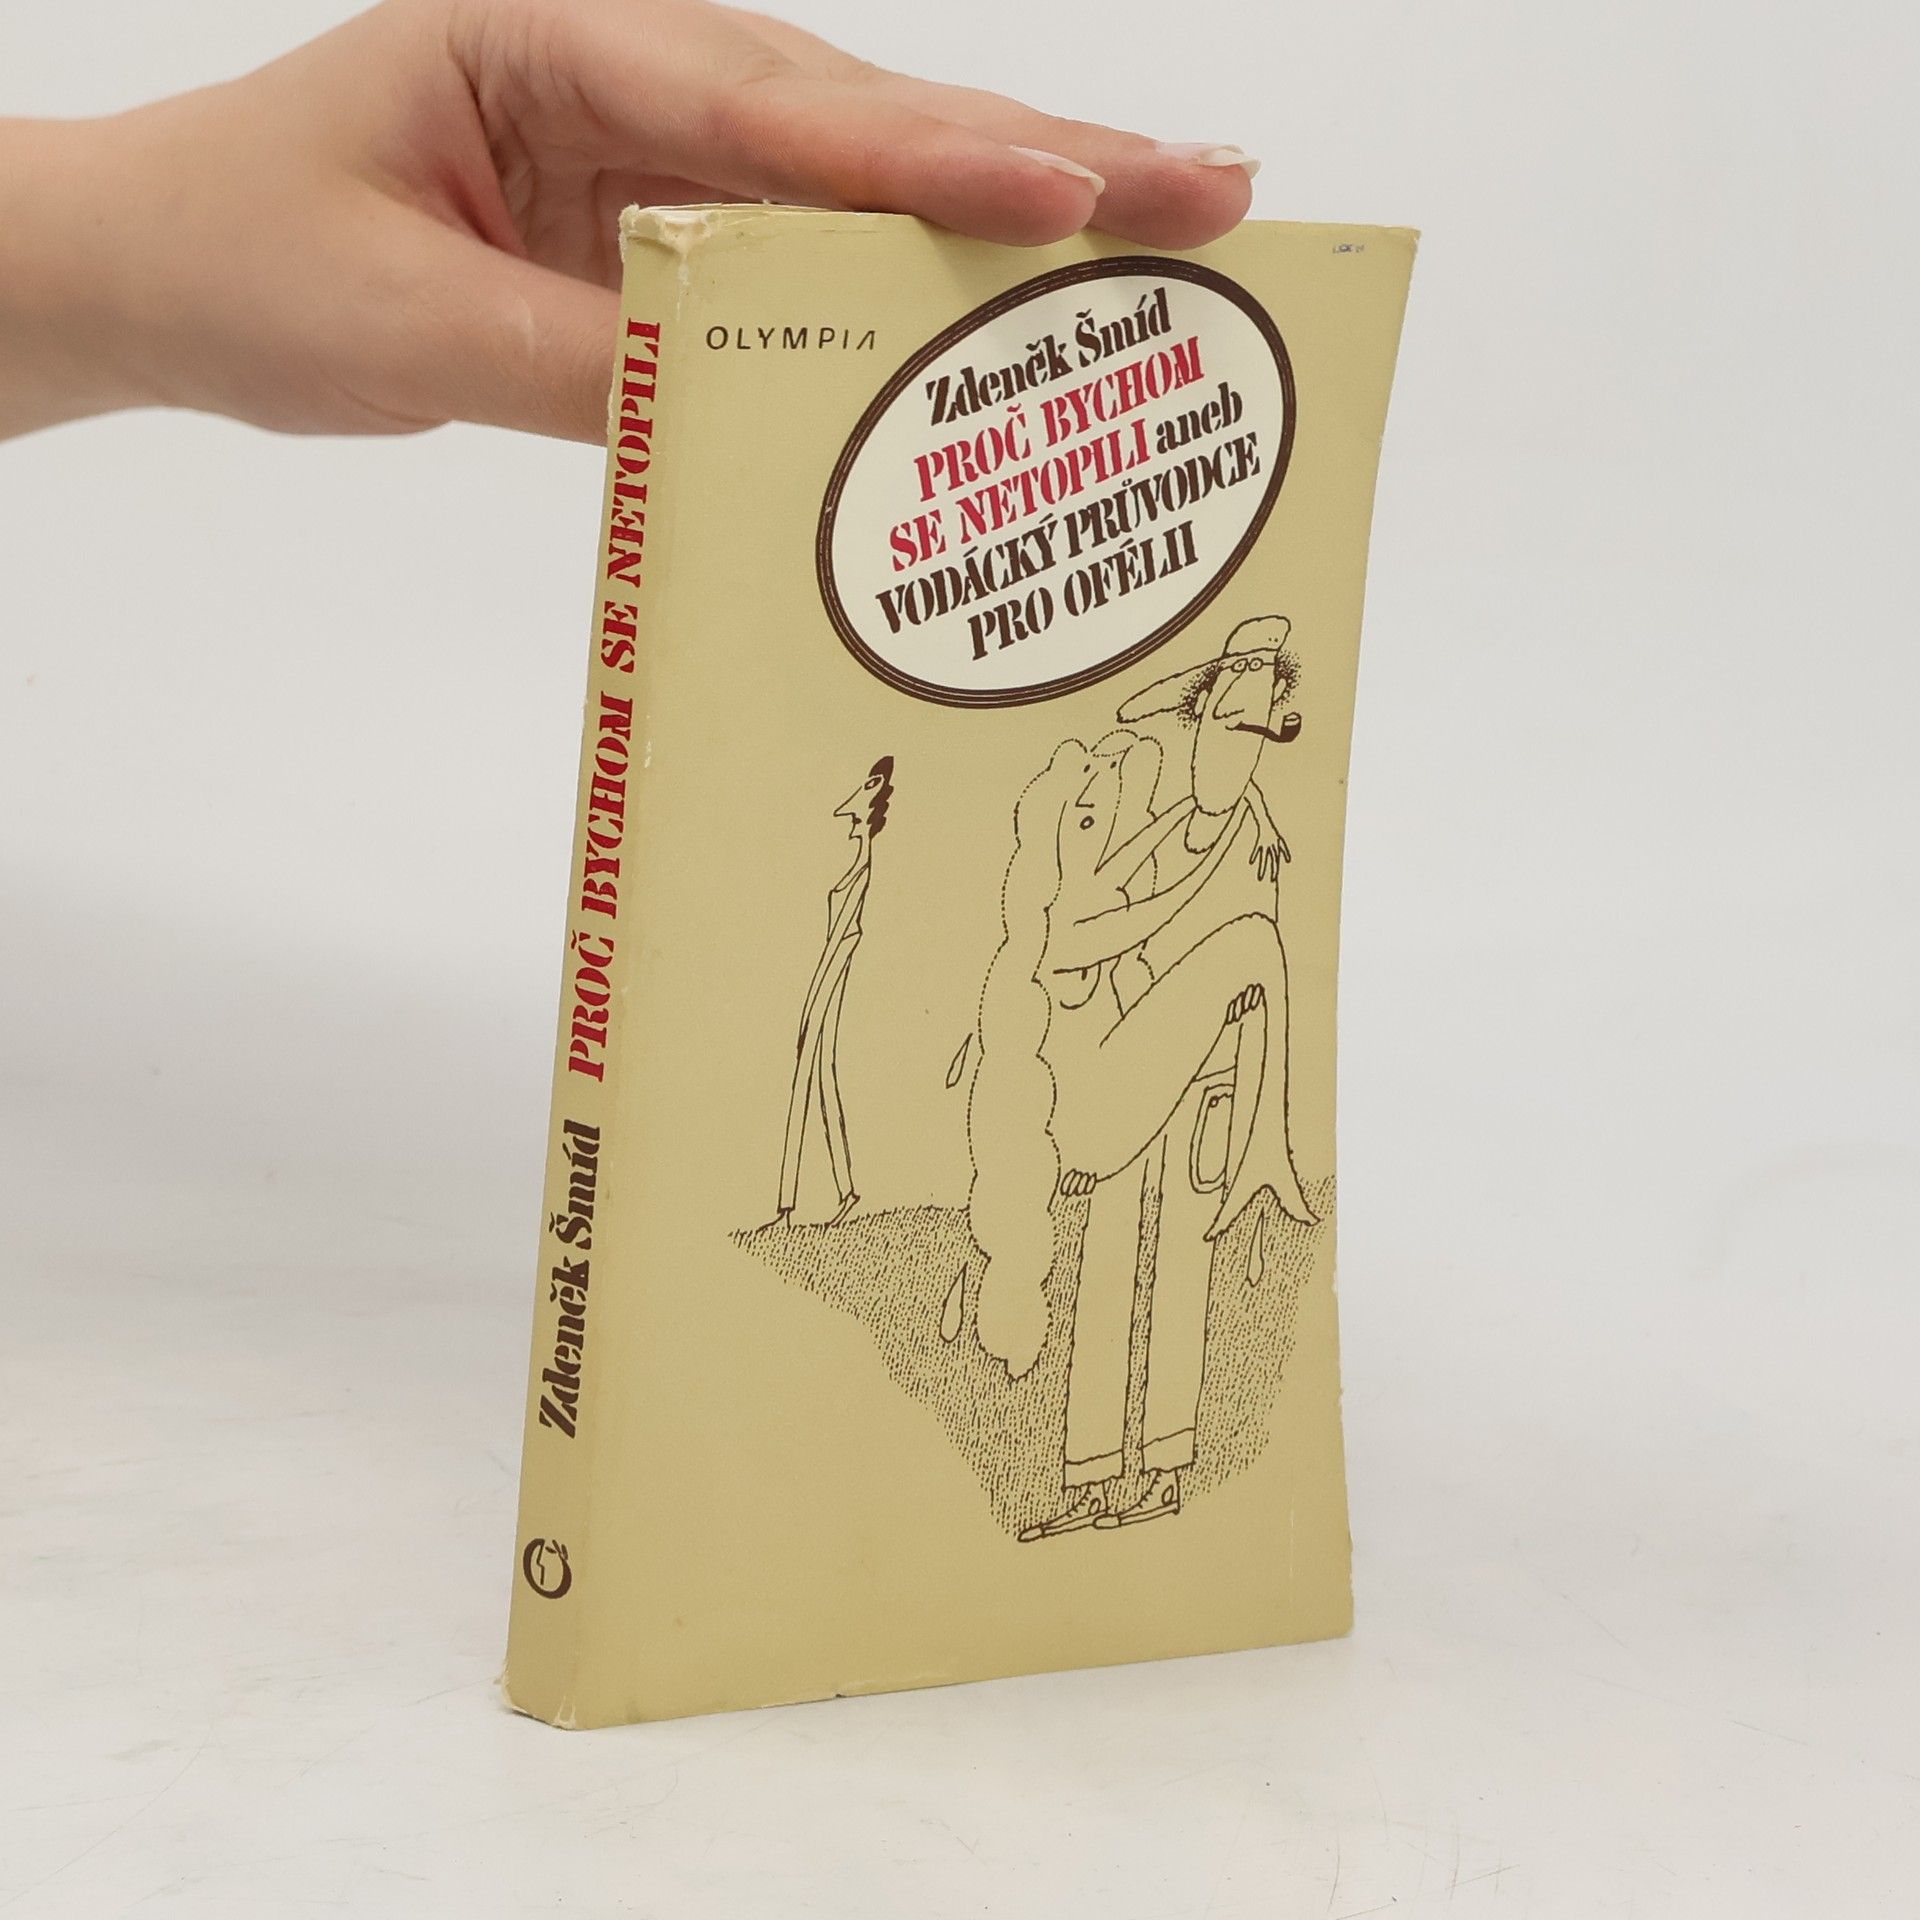 OLYMPIA
Zdeněk Šmíd
PROČ BYCHOM
SE NETOPILI aneb
VODÁCKÝ PRŮVODCE
PRO OFÉLII
Zdeněk Šmíd PROČ BYCHOM SE NETOPILI